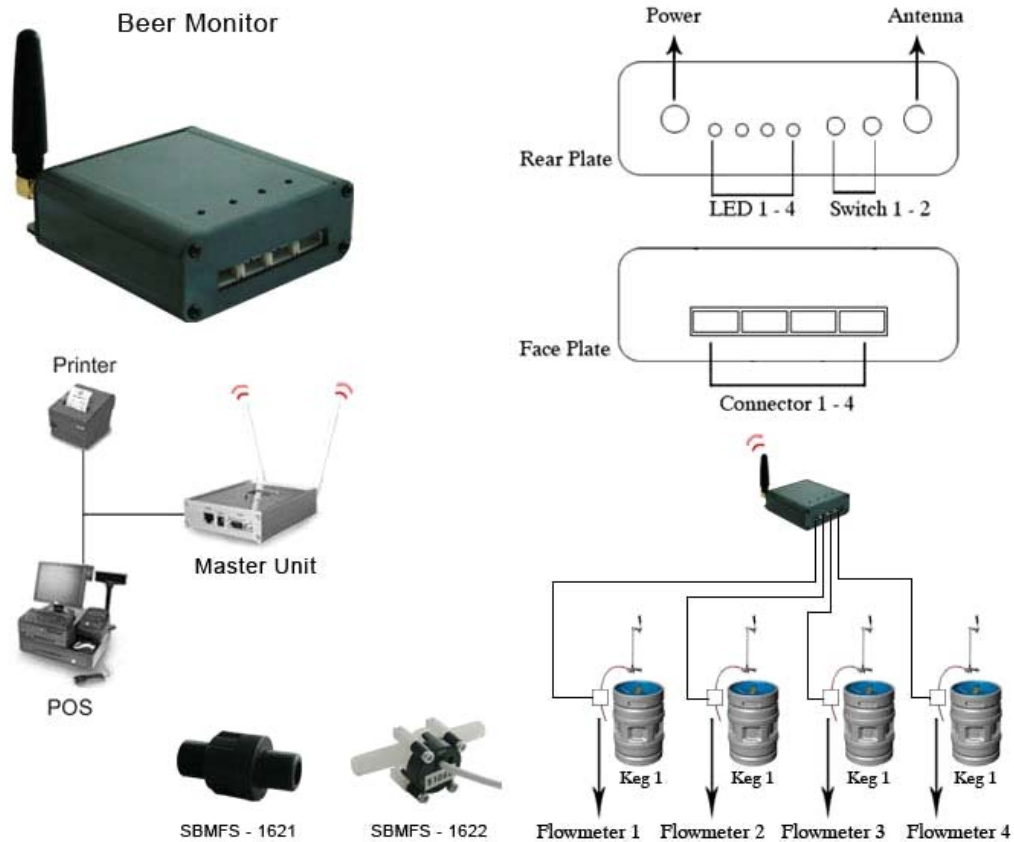 Beer Monitor
Power
Antenna
Rear Plate
LED 1 - 4
Switch 1 - 2
Face Plate
Connector 1 - 4
Printer
Master Unit
POS
SBMFS - 1621
SBMFS - 1622
Keg 1
Keg 1
Keg 1
Keg 1
Flowmeter 1
Flowmeter 2
Flowmeter 3
Flowmeter 4